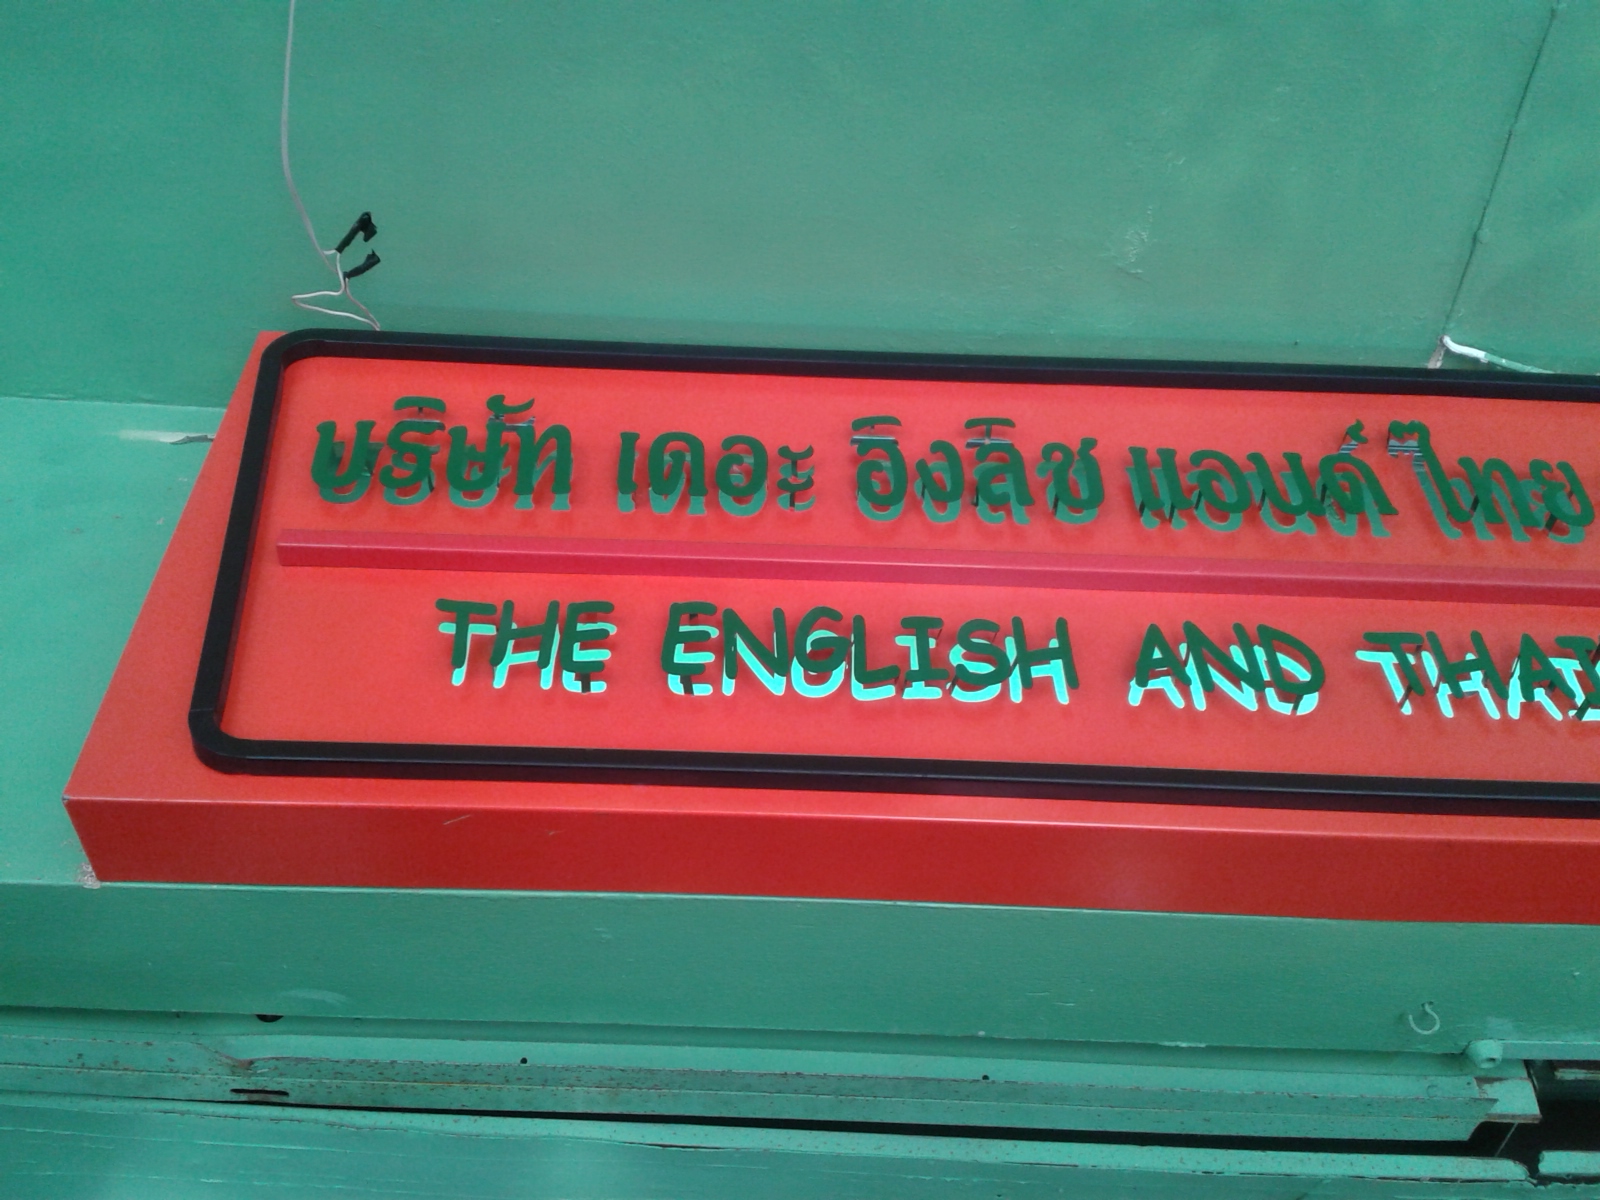 บริษัท เดอะ อิงลิช แอนด์ ไทย
THE ENGLISH AND THAI